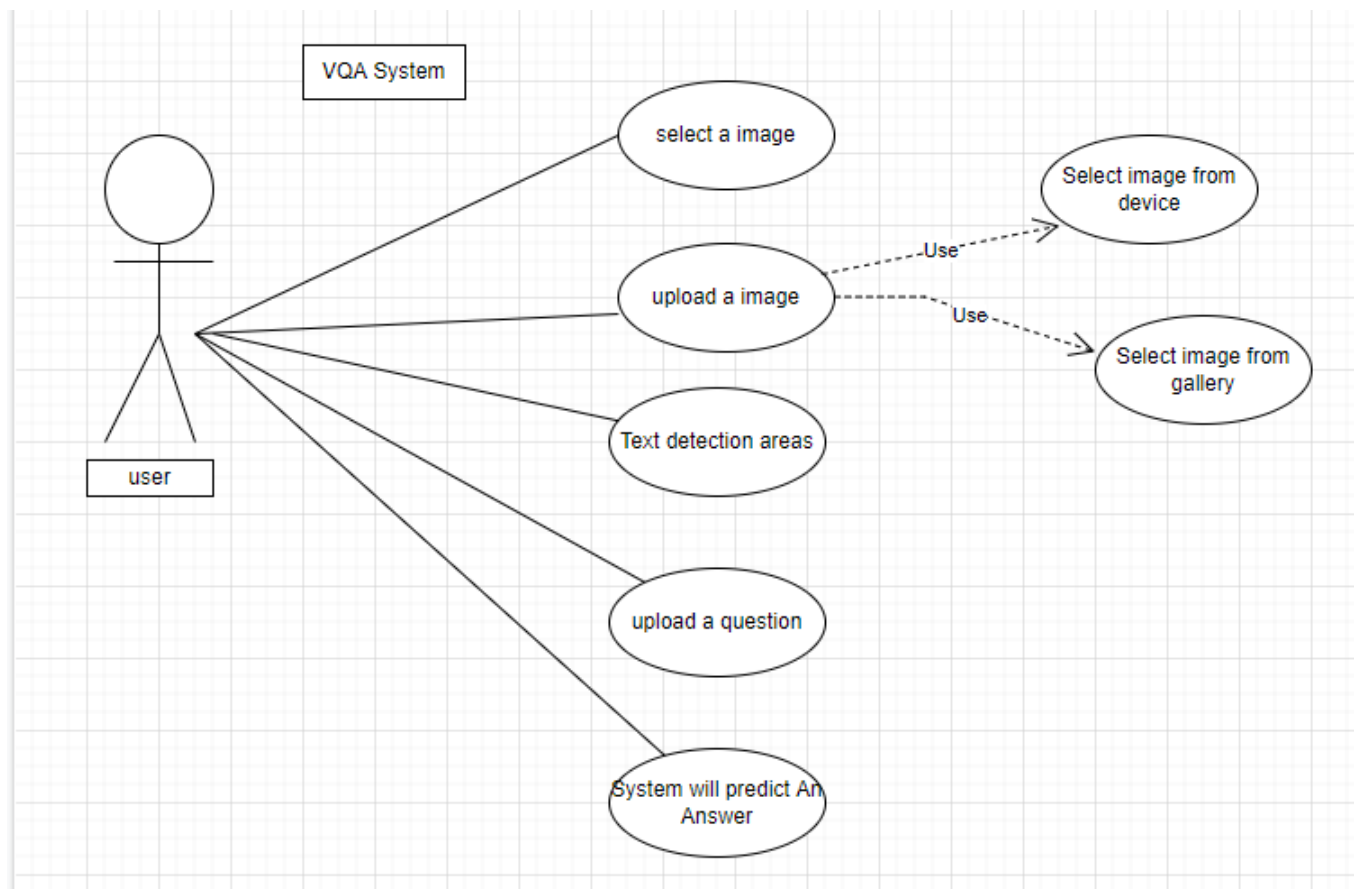 VQA System
select a image
Select image from
device
Use
upload a image
Use
Select image from
gallery
Text detection areas
user
upload a question
System will predict An
Answer